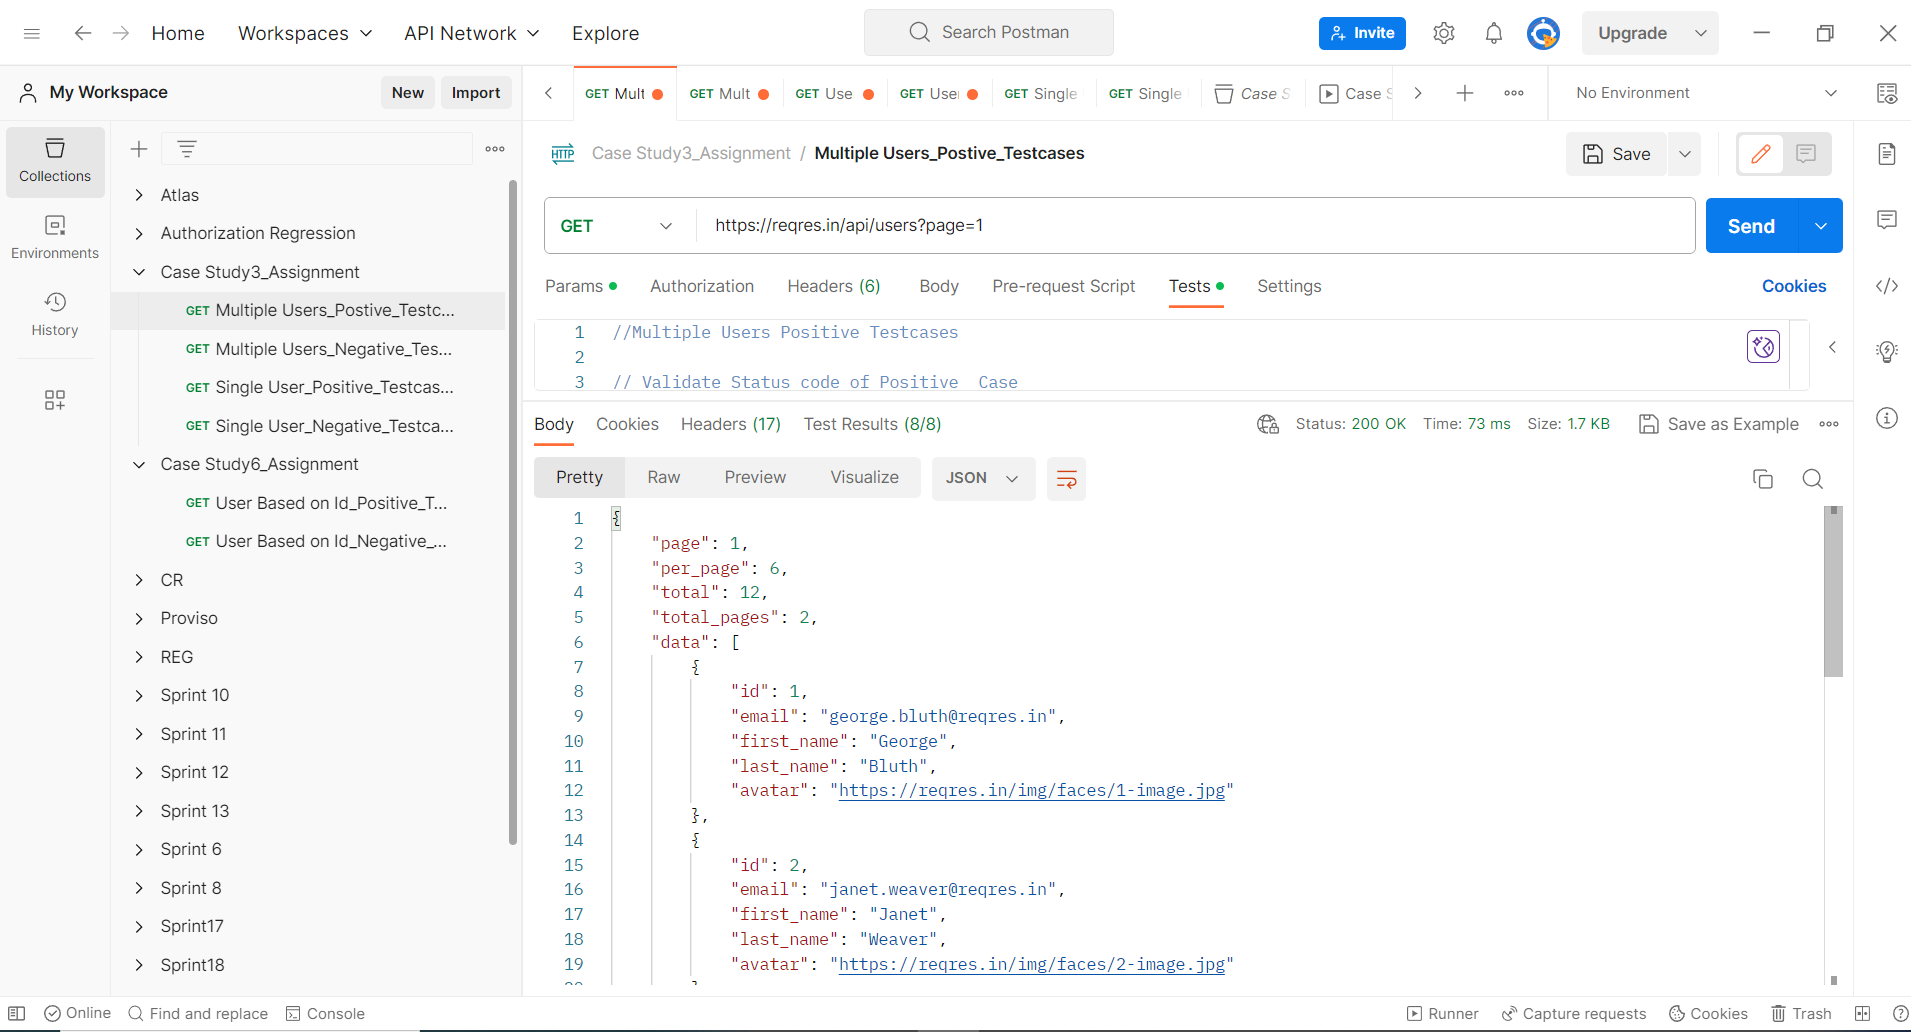 Home Workspaces API Network Explore Search Postman Invite Upgrade
My Workspace New Import
GET Mult GET Mult GET Use GET User GET Single GET Single Case S Case S No Environment
Collections
Environments
History
Atlas
Authorization Regression
Case Study3_Assignment
GET Multiple Users_Postive_Testc...
GET Multiple Users_Negative_Tes...
GET Single User_Positive_Testcas...
GET Single User_Negative_Testca...
Case Study6_Assignment
GET User Based on Id_Positive_T...
GET User Based on Id_Negative_...
CR
Proviso
REG
Sprint 10
Sprint 11
Sprint 12
Sprint 13
Sprint 6
Sprint 8
Sprint17
Sprint18
HTTP Case Study3_Assignment / Multiple Users_Postive_Testcases Save
GET https://reqres.in/api/users?page=1 Send
Params Authorization Headers (6) Body Pre-request Script Tests Settings Cookies
1 //Multiple Users Positive Testcases
2
3 // Validate Status code of Positive  Case
Body Cookies Headers (17) Test Results (8/8) Status: 200 OK Time: 73 ms Size: 1.7 KB Save as Example
Pretty Raw Preview Visualize JSON
1 {
2 "page": 1,
3 "per_page": 6,
4 "total": 12,
5 "total_pages": 2,
6 "data": [
7 {
8 "id": 1,
9 "email": "george.bluth@reqres.in",
10 "first_name": "George",
11 "last_name": "Bluth",
12 "avatar": "https://reqres.in/img/faces/1-image.jpg"
13 },
14 {
15 "id": 2,
16 "email": "janet.weaver@reqres.in",
17 "first_name": "Janet",
18 "last_name": "Weaver",
19 "avatar": "https://reqres.in/img/faces/2-image.jpg"
Online Find and replace Console Runner Capture requests Cookies Trash